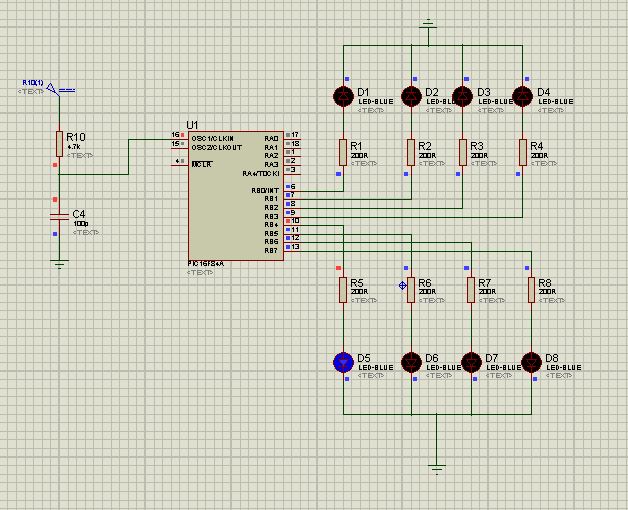 R10(1)
<TEXT>
R10
4.7k
<TEXT>
C4
100p
<TEXT>
U1
16 OSC1/CLKIN
15 OSC2/CLKOUT
4 MCLR
RA0 17
RA1 18
RA2 1
RA3 2
RA4/T0CKI 3
RB0/INT 6
RB1 7
RB2 8
RB3 9
RB4 10
RB5 11
RB6 12
RB7 13
PIC16F84A
<TEXT>
D1 D2 D3 D4
LED-BLUE LED-BLUE LED-BLUE LED-BLUE
<TEXT> <TEXT> <TEXT> <TEXT>
R1 R2 R3 R4
200R 200R 200R 200R
<TEXT> <TEXT> <TEXT> <TEXT>
R5 R6 R7 R8
200R 200R 200R 200R
<TEXT> <TEXT> <TEXT> <TEXT>
D5 D6 D7 D8
LED-BLUE LED-BLUE LED-BLUE LED-BLUE
<TEXT> <TEXT> <TEXT> <TEXT>